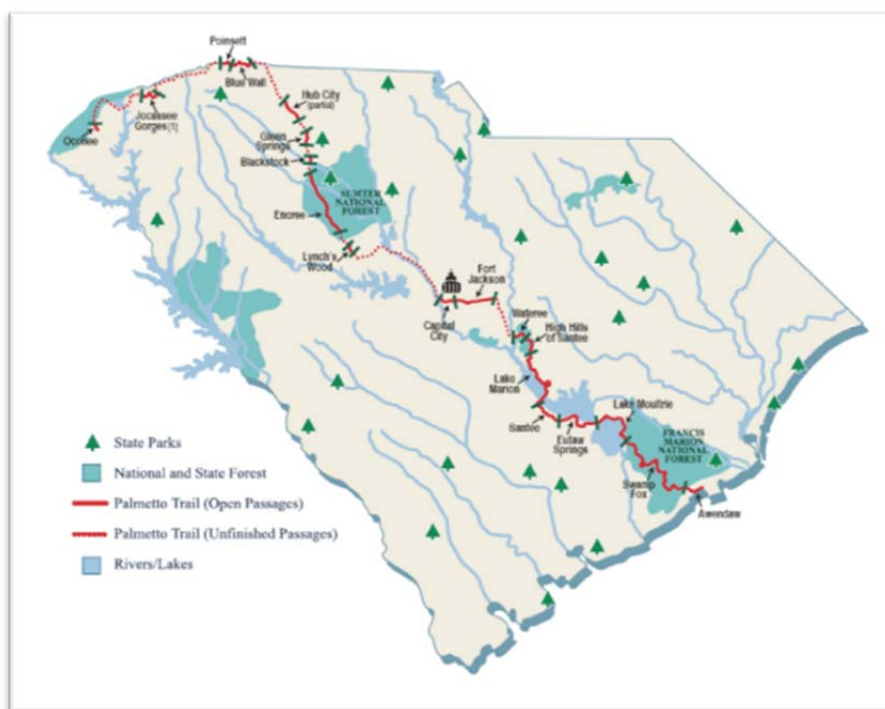 Poinsett
Blue Wall
Hub City
(partial)
Jocassee
Gorges (1)
Oconee
Glenn
Springs
Blackstock
SUMTER
NATIONAL
FOREST
Enoree
Lynch's
Wood
Fort
Jackson
Capital
City
Wateree
High Hills
of Santee
Lake
Marion
Lake Moultrie
Santee
Eutaw
Springs
FRANCIS
MARION
NATIONAL
FOREST
Swamp
Fox
Awendaw
State Parks
National and State Forest
Palmetto Trail (Open Passages)
Palmetto Trail (Unfinished Passages)
Rivers/Lakes